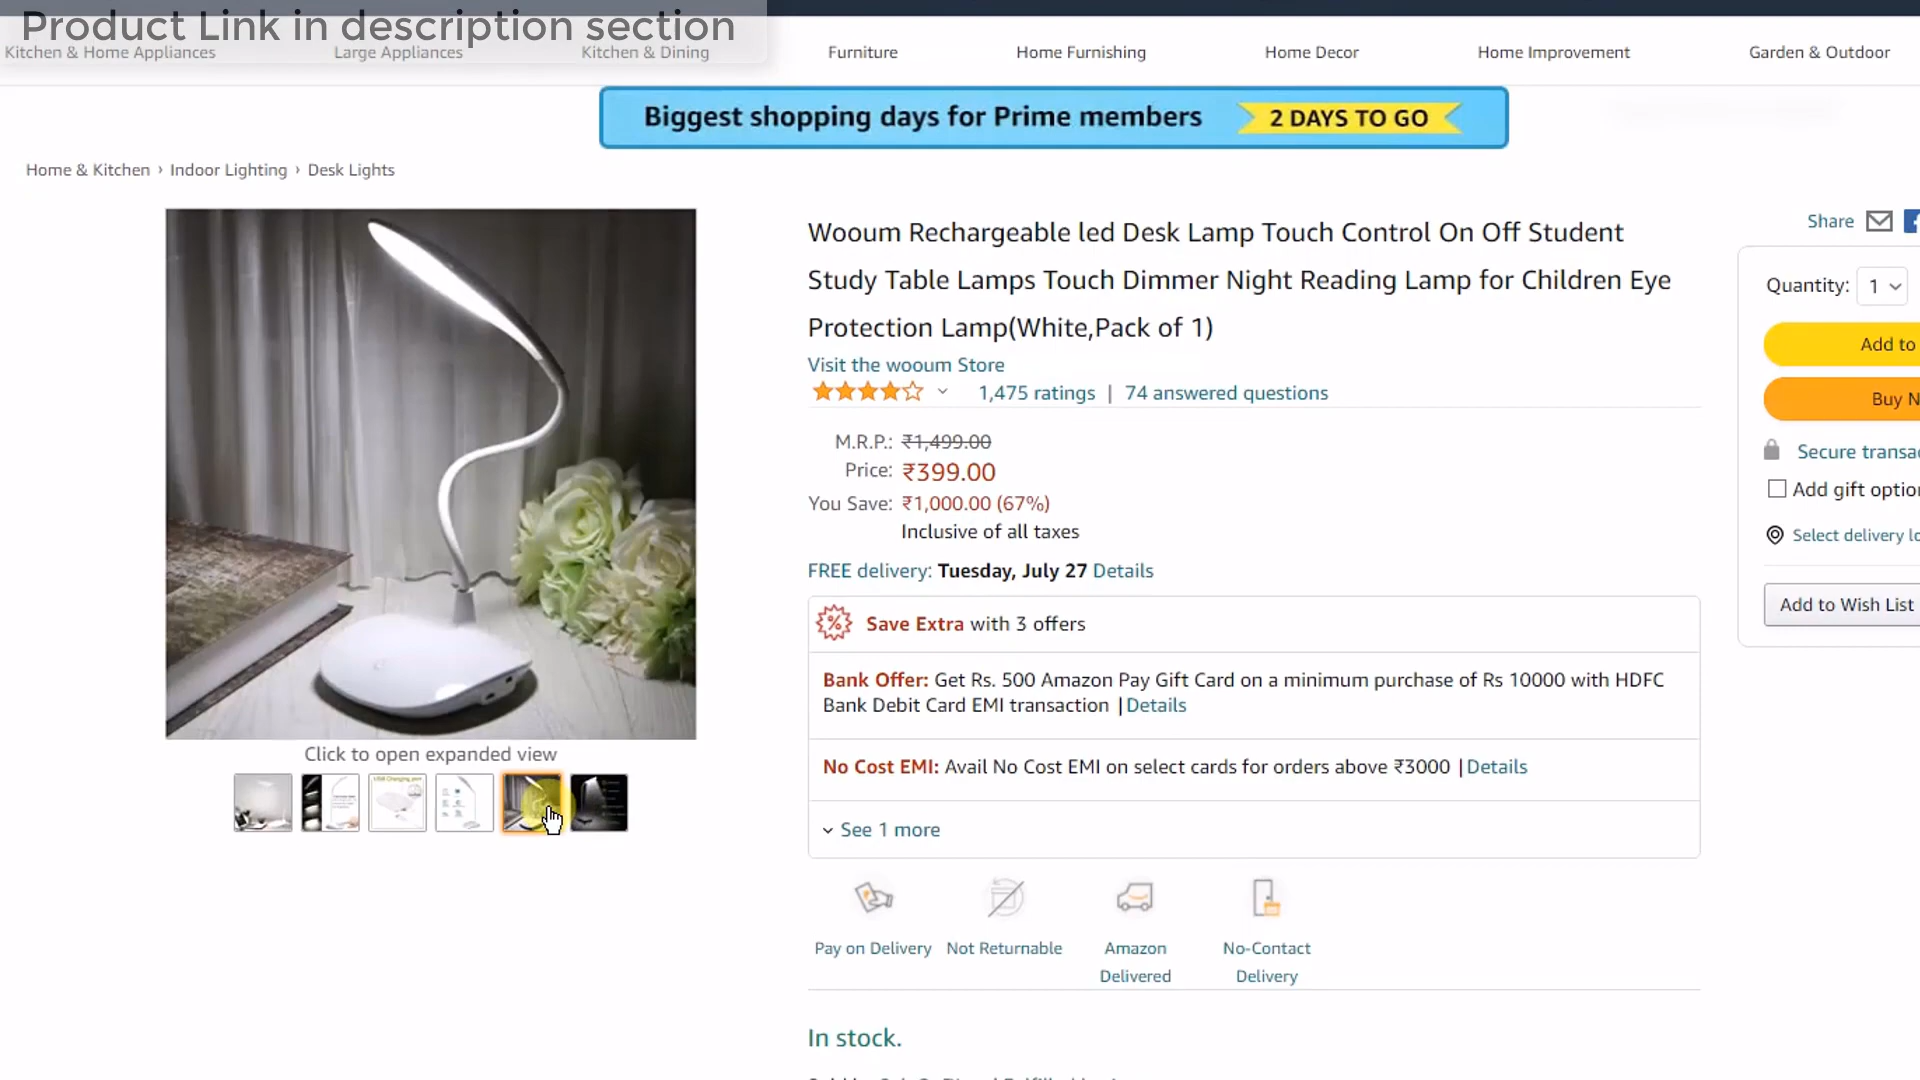 Product Link in description section
Kitchen & Home Appliances
Large Appliances
Kitchen & Dining
Furniture
Home Furnishing
Home Decor
Home Improvement
Garden & Outdoor
Biggest shopping days for Prime members
2 DAYS TO GO
Home & Kitchen › Indoor Lighting › Desk Lights
Wooum Rechargeable led Desk Lamp Touch Control On Off Student
Study Table Lamps Touch Dimmer Night Reading Lamp for Children Eye
Protection Lamp(White,Pack of 1)
Visit the wooum Store
1,475 ratings | 74 answered questions
M.R.P.: ₹1,499.00
Price: ₹399.00
You Save: ₹1,000.00 (67%)
Inclusive of all taxes
FREE delivery: Tuesday, July 27 Details
Save Extra with 3 offers
Bank Offer: Get Rs. 500 Amazon Pay Gift Card on a minimum purchase of Rs 10000 with HDFC
Bank Debit Card EMI transaction |Details
No Cost EMI: Avail No Cost EMI on select cards for orders above ₹3000 |Details
See 1 more
Pay on Delivery
Not Returnable
Amazon
Delivered
No-Contact
Delivery
In stock.
Click to open expanded view
Share
Quantity: 1
Add to
Buy N
Secure transac
Add gift option
Select delivery lo
Add to Wish List